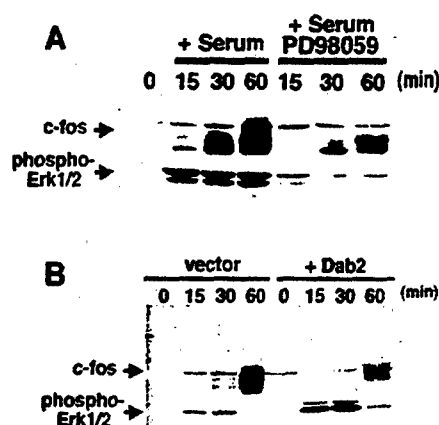 A
+ Serum
+ Serum
PD98059
0 15 30 60 15 30 60 (min)
c-fos
phospho-
Erk1/2
B
vector + Dab2
0 15 30 60 0 15 30 60 (min)
c-fos
phospho-
Erk1/2